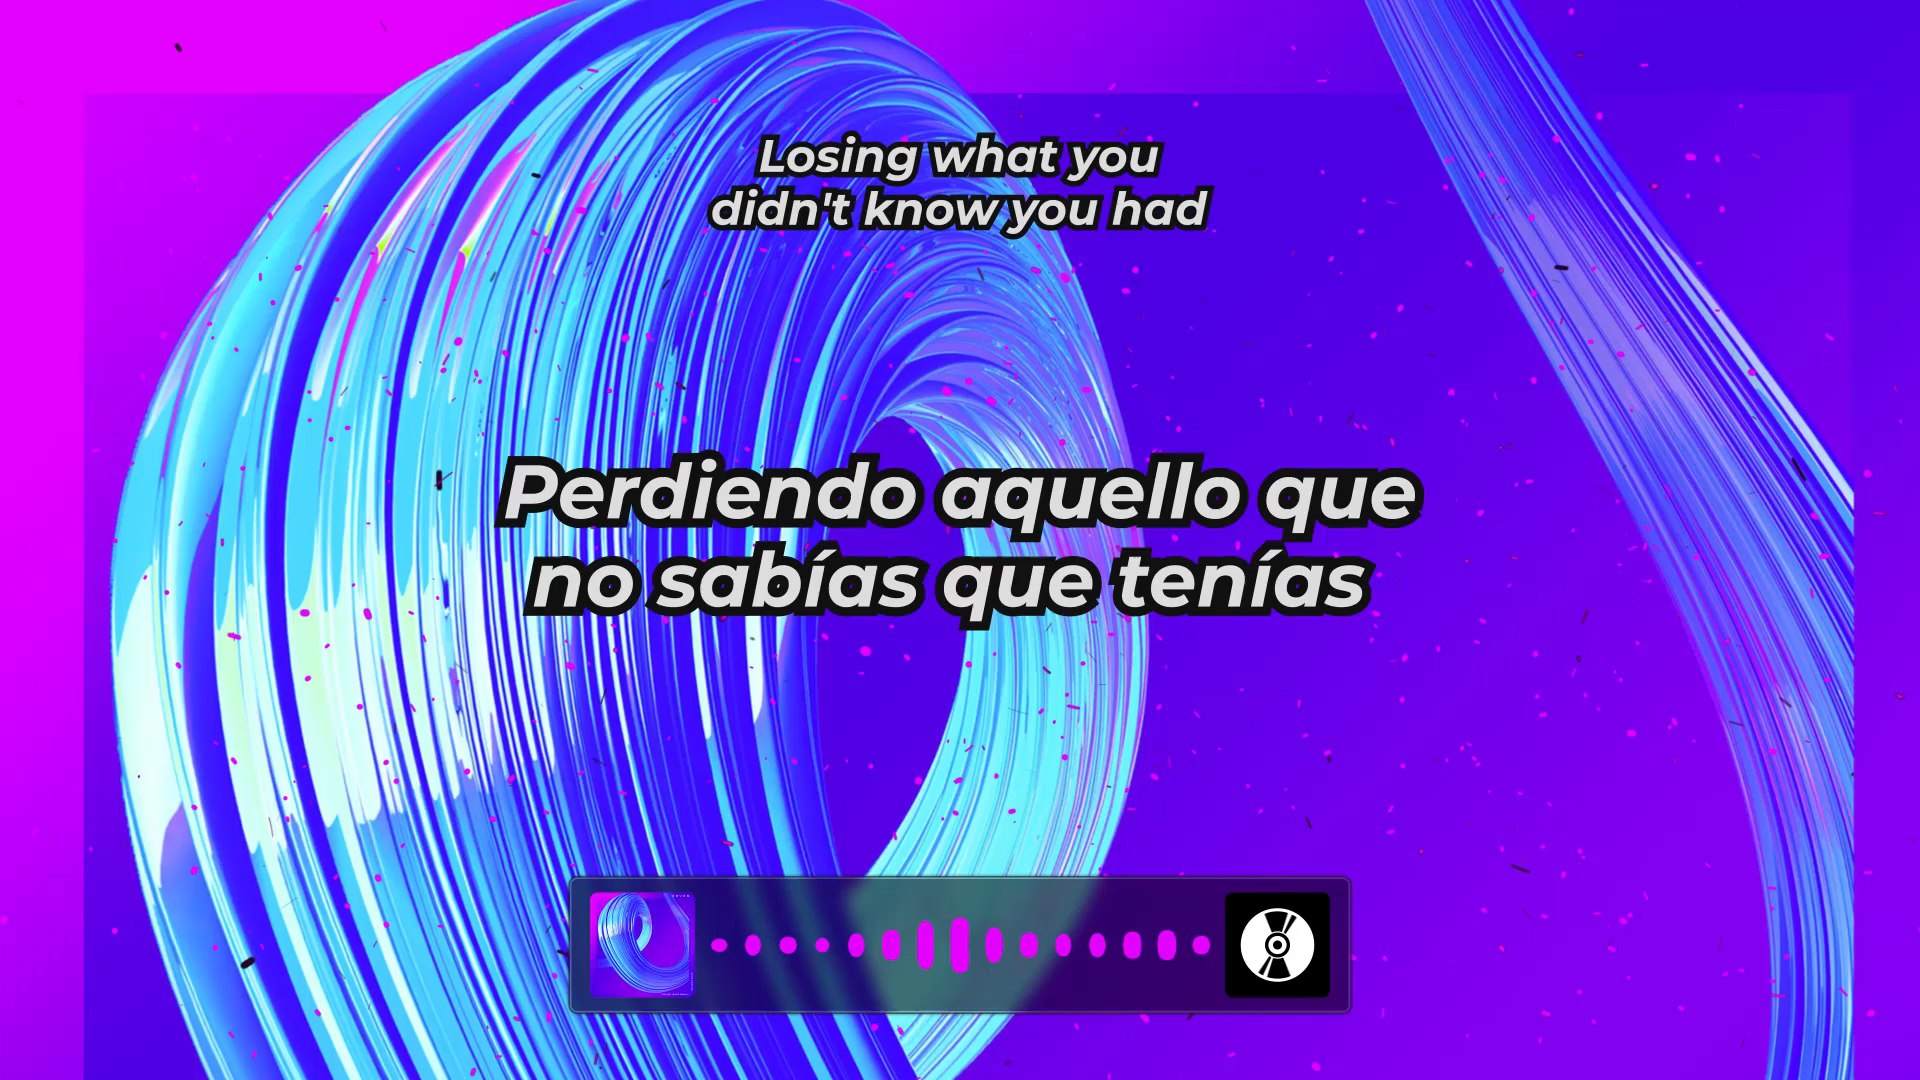 Losing what you
didn't know you had
Perdiendo aquello que
no sabías que tenías